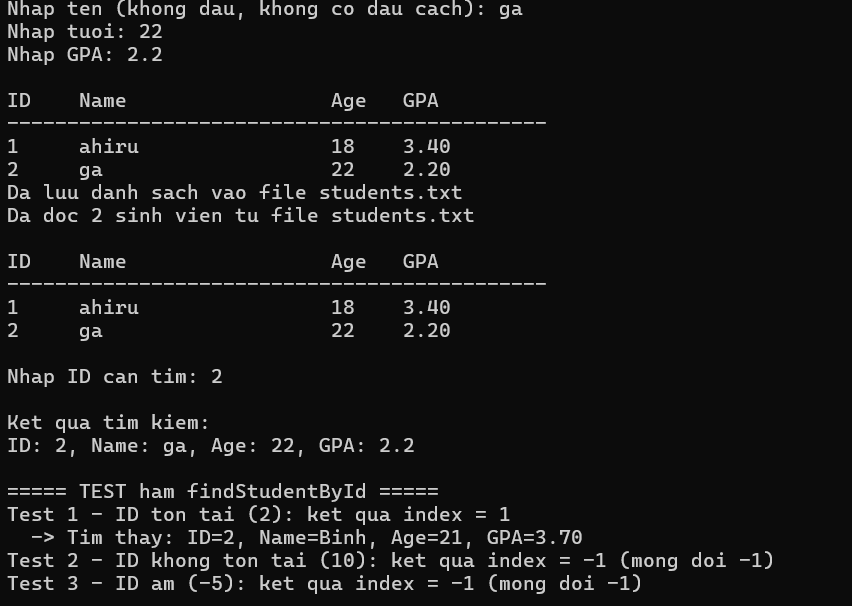 Nhap ten (khong dau, khong co dau cach): ga
Nhap tuoi: 22
Nhap GPA: 2.2
ID    Name                 Age   GPA
---------------------------------------------
1     ahiru                18    3.40
2     ga                   22    2.20
Da luu danh sach vao file students.txt
Da doc 2 sinh vien tu file students.txt
ID    Name                 Age   GPA
---------------------------------------------
1     ahiru                18    3.40
2     ga                   22    2.20
Nhap ID can tim: 2
Ket qua tim kiem:
ID: 2, Name: ga, Age: 22, GPA: 2.2
===== TEST ham findStudentById =====
Test 1 - ID ton tai (2): ket qua index = 1
  -> Tim thay: ID=2, Name=Binh, Age=21, GPA=3.70
Test 2 - ID khong ton tai (10): ket qua index = -1 (mong doi -1)
Test 3 - ID am (-5): ket qua index = -1 (mong doi -1)